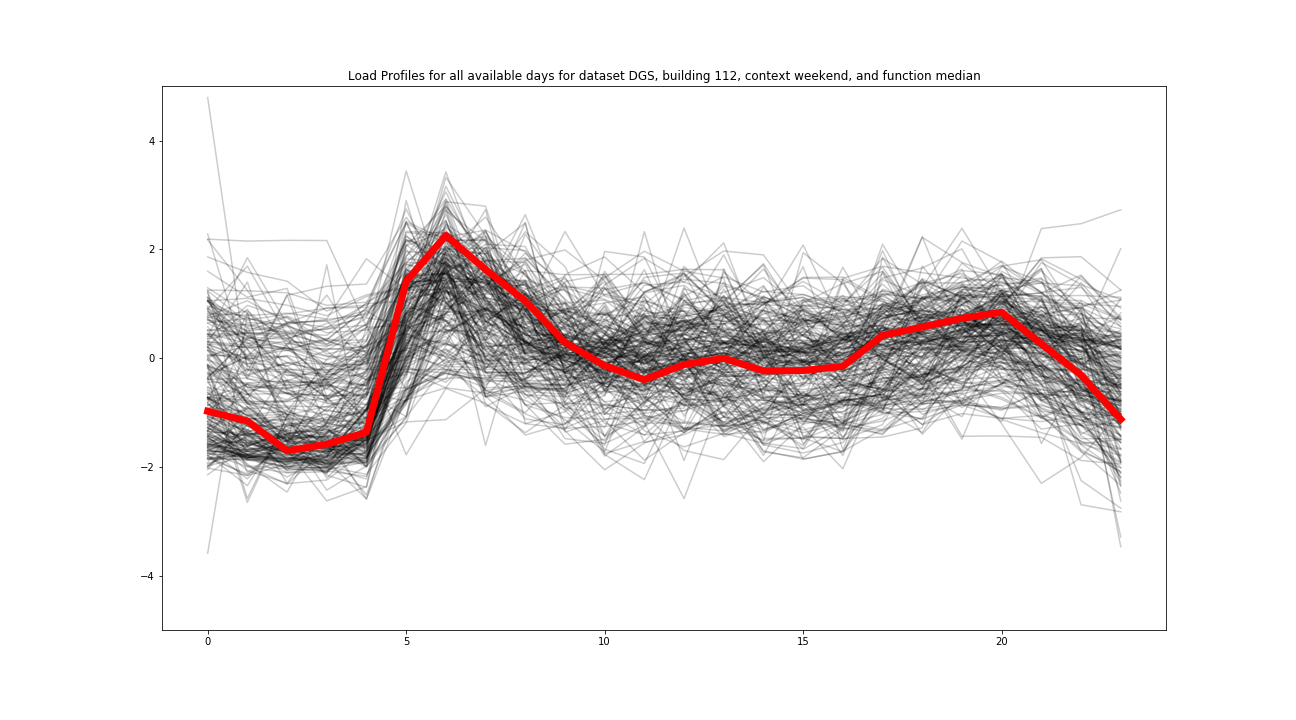 Load Profiles for all available days for dataset DGS, building 112, context weekend, and function median
4
2
0
−2
−4
0 5 10 15 20